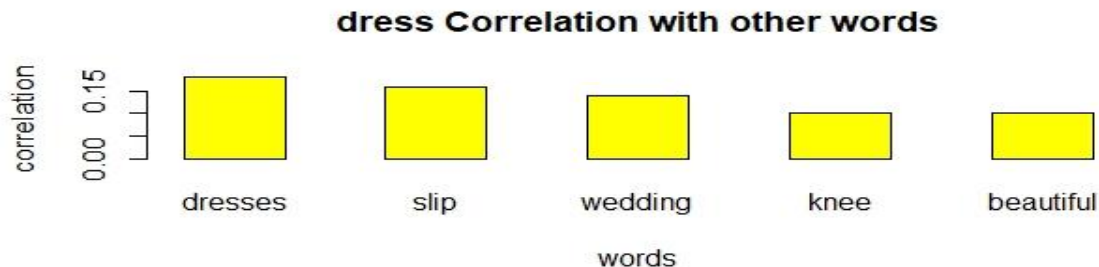 dress Correlation with other words
correlation
0.15
0.00
dresses slip wedding knee beautiful
words